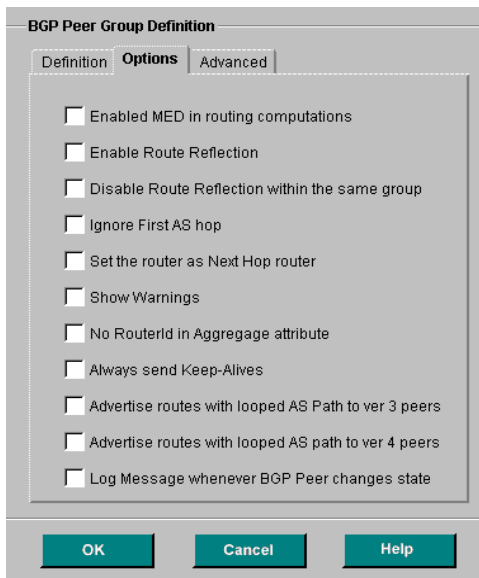 BGP Peer Group Definition
Definition Options Advanced
Enabled MED in routing computations
Enable Route Reflection
Disable Route Reflection within the same group
Ignore First AS hop
Set the router as Next Hop router
Show Warnings
No RouterId in Aggregage attribute
Always send Keep-Alives
Advertise routes with looped AS Path to ver 3 peers
Advertise routes with looped AS path to ver 4 peers
Log Message whenever BGP Peer changes state
OK Cancel Help